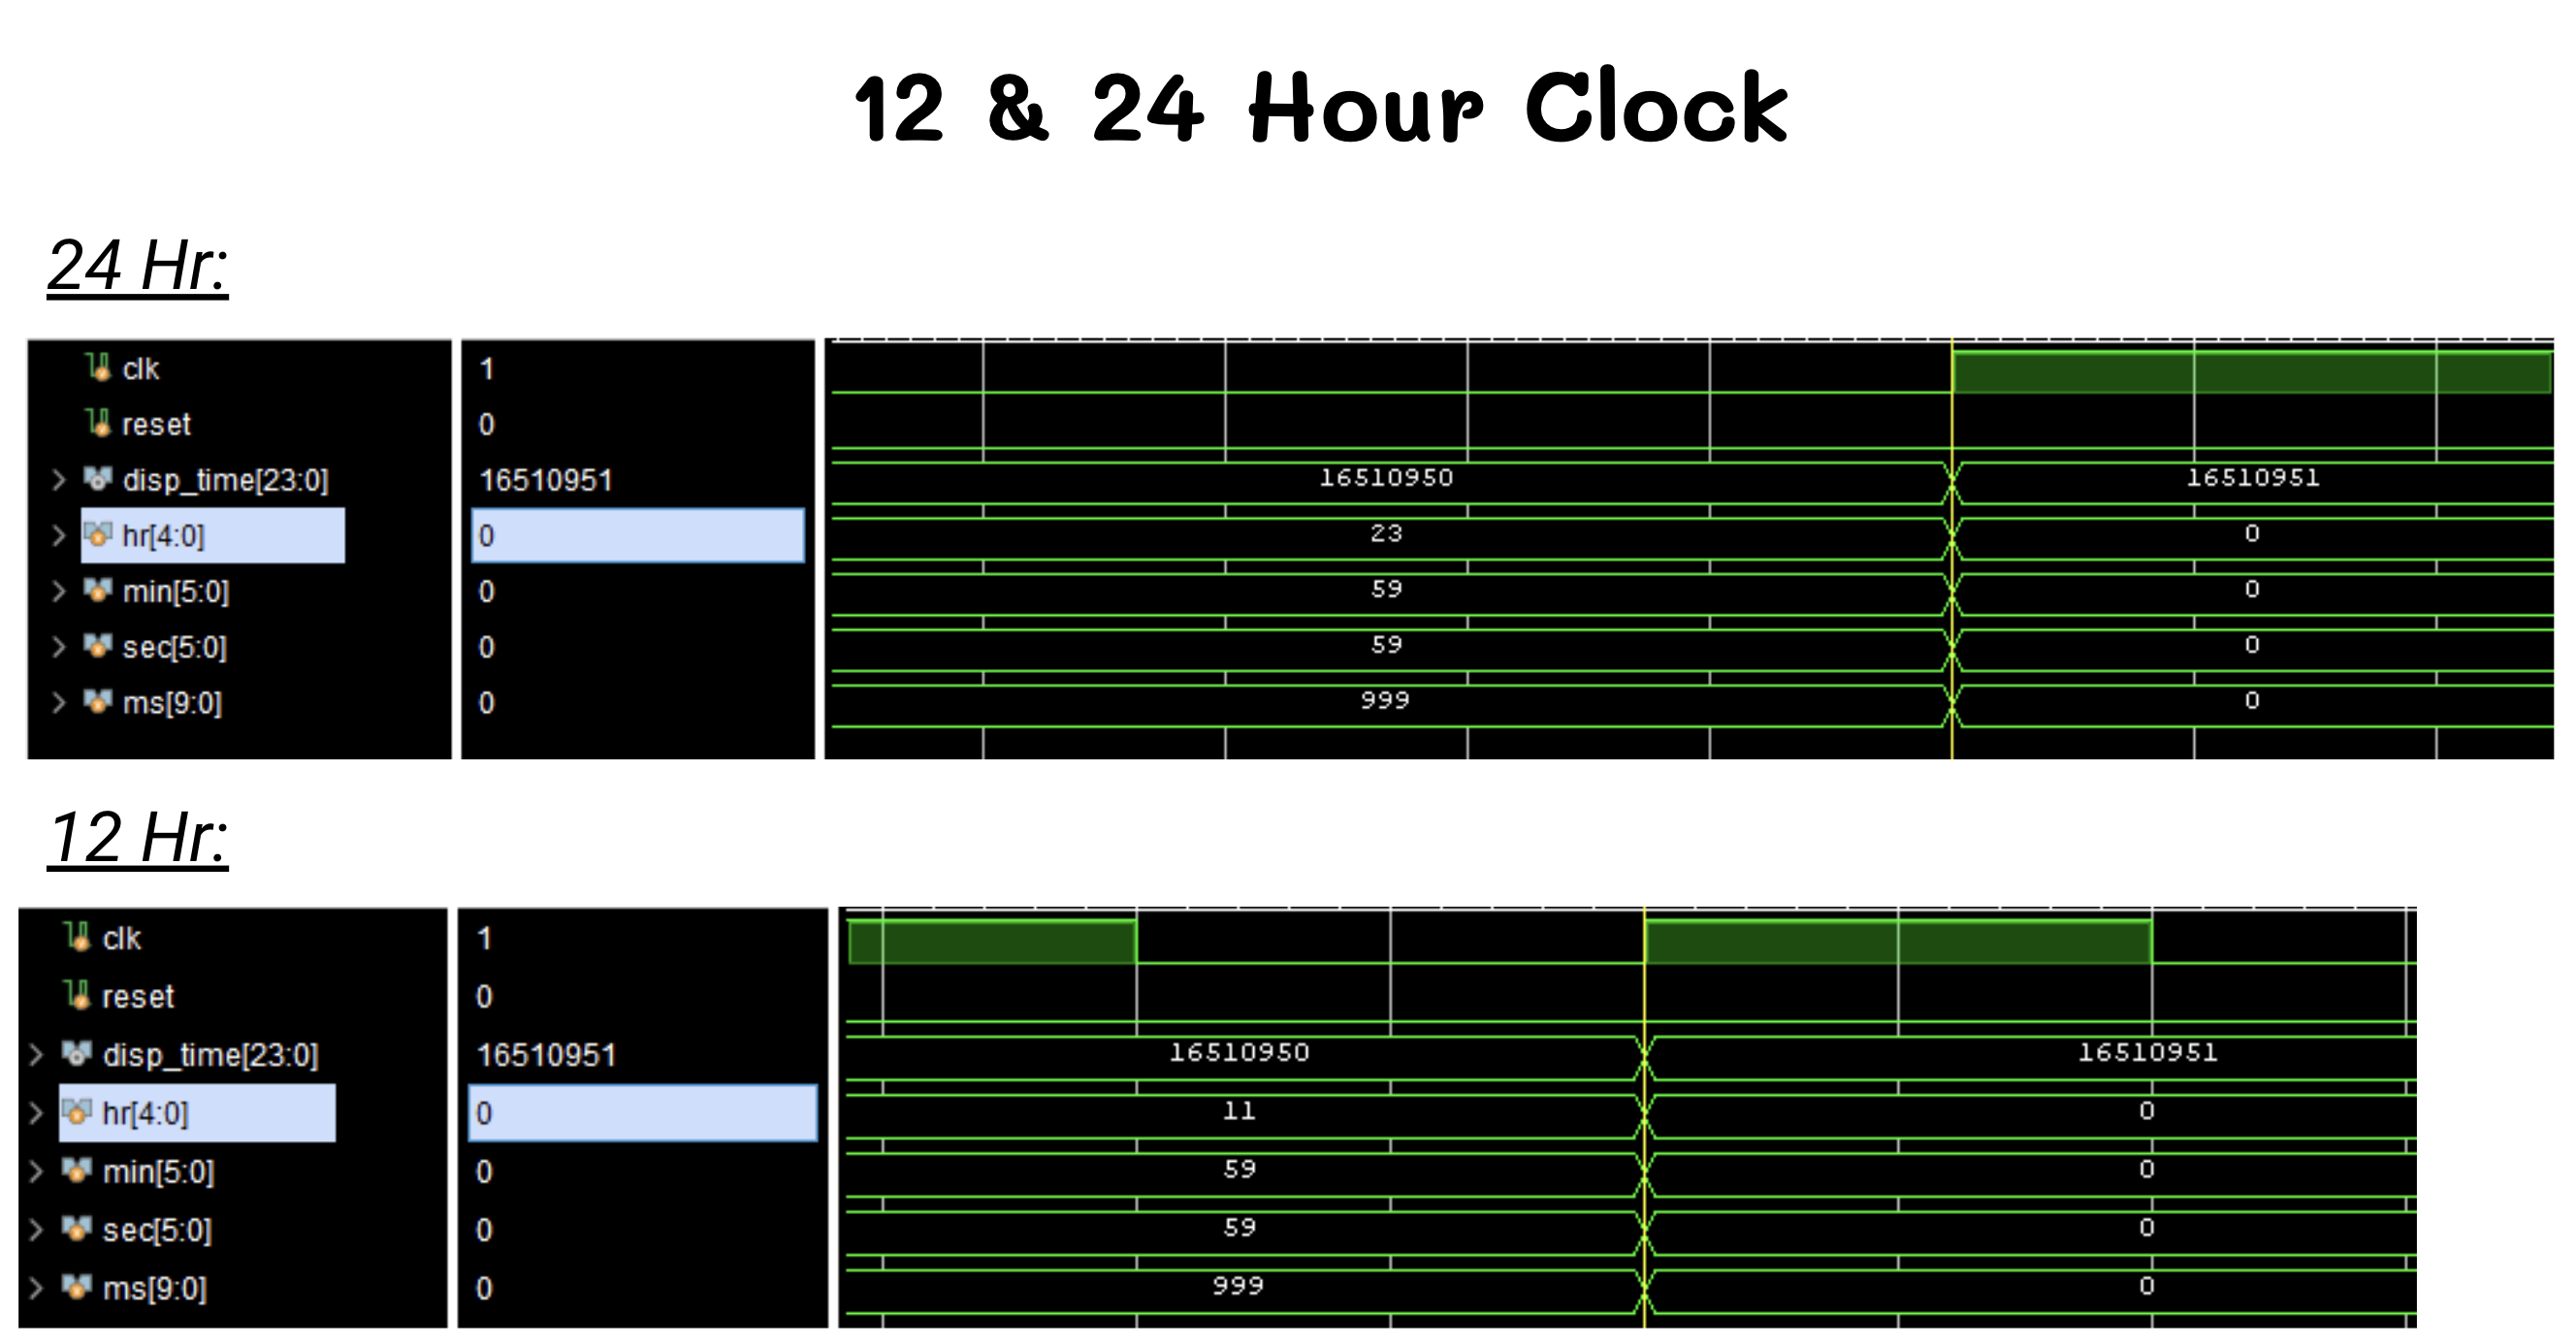 12 & 24 Hour Clock
24 Hr:
clk 1
reset 0
disp_time[23:0] 16510951 16510950 16510951
hr[4:0] 0 23 0
min[5:0] 0 59 0
sec[5:0] 0 59 0
ms[9:0] 0 999 0
12 Hr:
clk 1
reset 0
disp_time[23:0] 16510951 16510950 16510951
hr[4:0] 0 11 0
min[5:0] 0 59 0
sec[5:0] 0 59 0
ms[9:0] 0 999 0